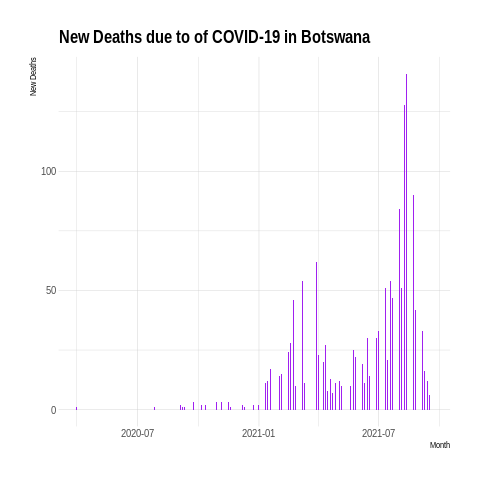 New Deaths due to of COVID-19 in Botswana
New Deaths
100
50
0
2020-07 2021-01 2021-07
Month